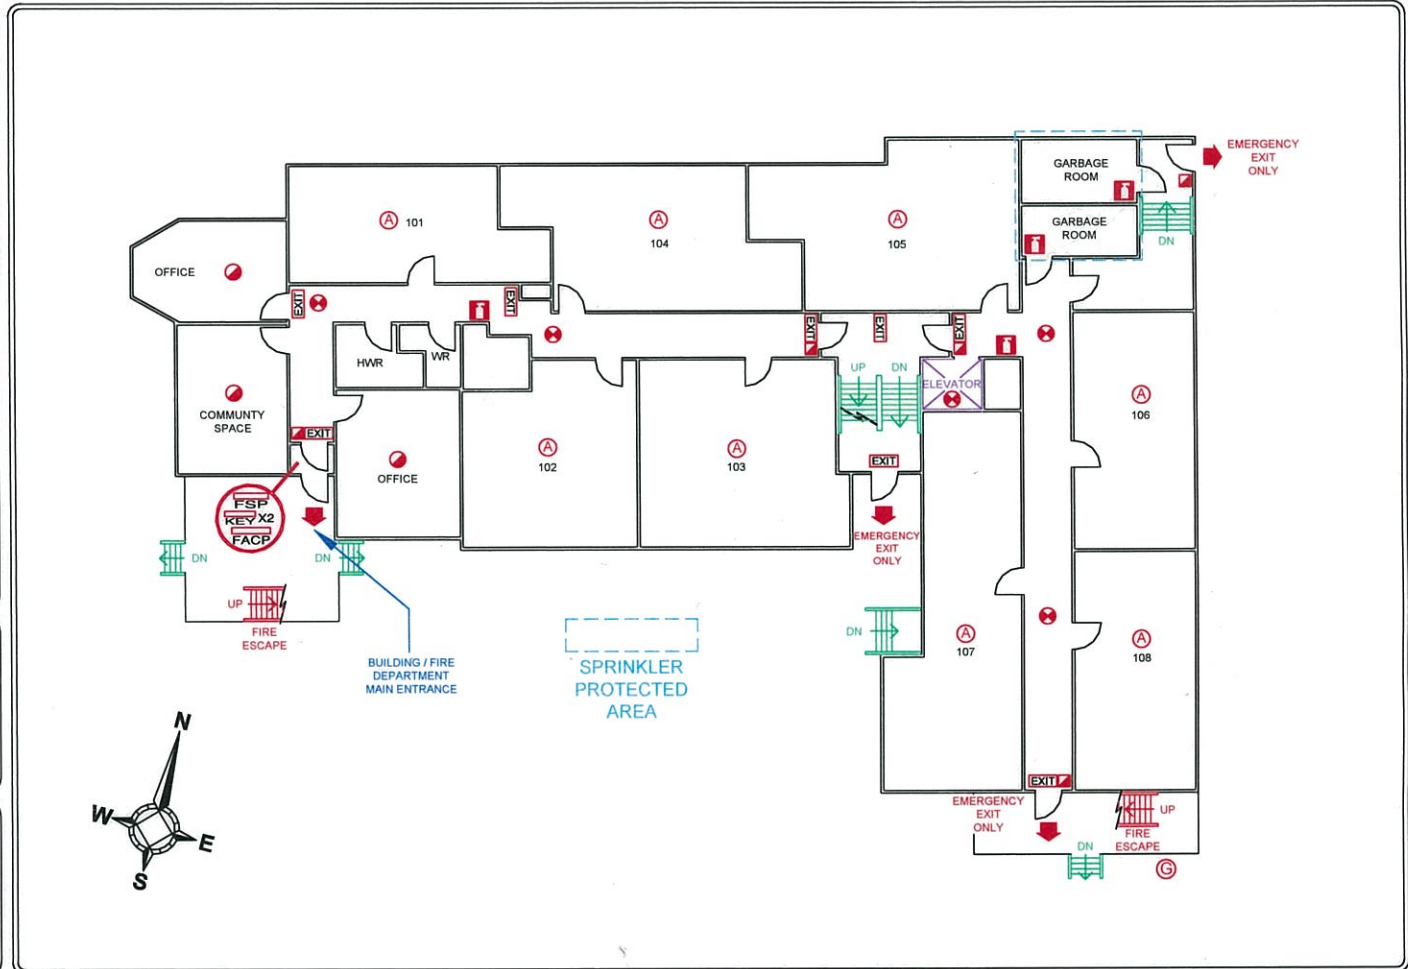 EMERGENCY
EXIT
ONLY
GARBAGE
ROOM
GARBAGE
ROOM
DN
A 101
A
104
A
105
OFFICE
EXIT
EXIT
EXIT
EXIT
EXIT
HWR
WR
UP
DN
ELEVATOR
A
106
COMMUNTY
SPACE
EXIT
OFFICE
A
102
A
103
EXIT
FSP
KEY X2
FACP
EMERGENCY
EXIT
ONLY
DN
DN
UP
FIRE
ESCAPE
BUILDING / FIRE
DEPARTMENT
MAIN ENTRANCE
SPRINKLER
PROTECTED
AREA
DN
A
107
A
108
N
W
E
S
EXIT
EMERGENCY
EXIT
ONLY
UP
FIRE
ESCAPE
DN
G